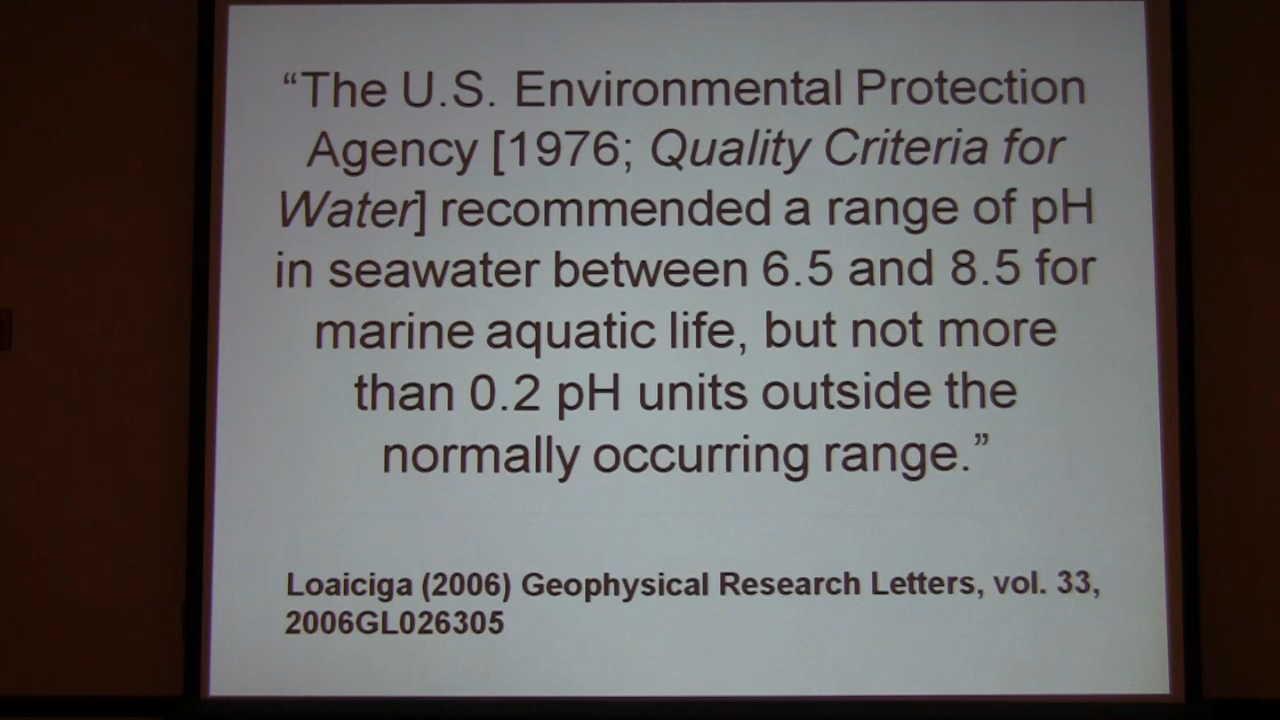 “The U.S. Environmental Protection
Agency [1976; Quality Criteria for
Water] recommended a range of pH
in seawater between 6.5 and 8.5 for
marine aquatic life, but not more
than 0.2 pH units outside the
normally occurring range.”
Loaiciga (2006) Geophysical Research Letters, vol. 33,
2006GL026305